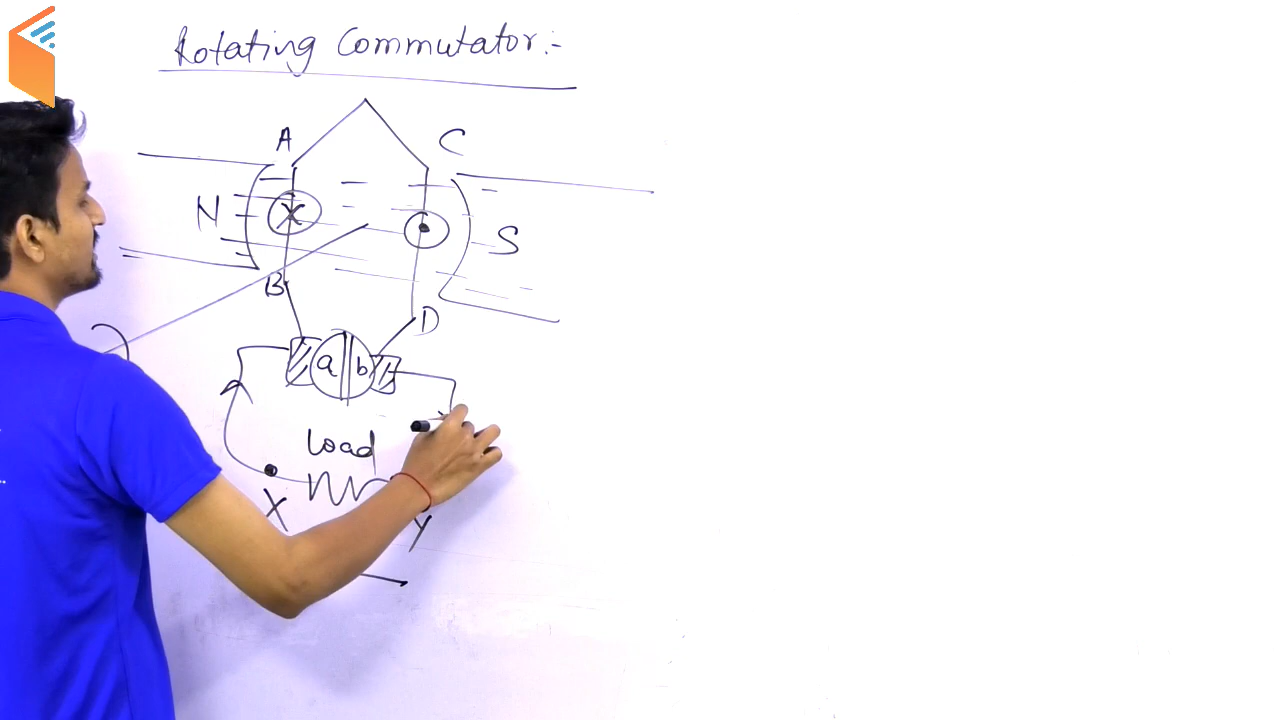 Rotating Commutator:-
A C
N X S
B D
a b
Load
X Y